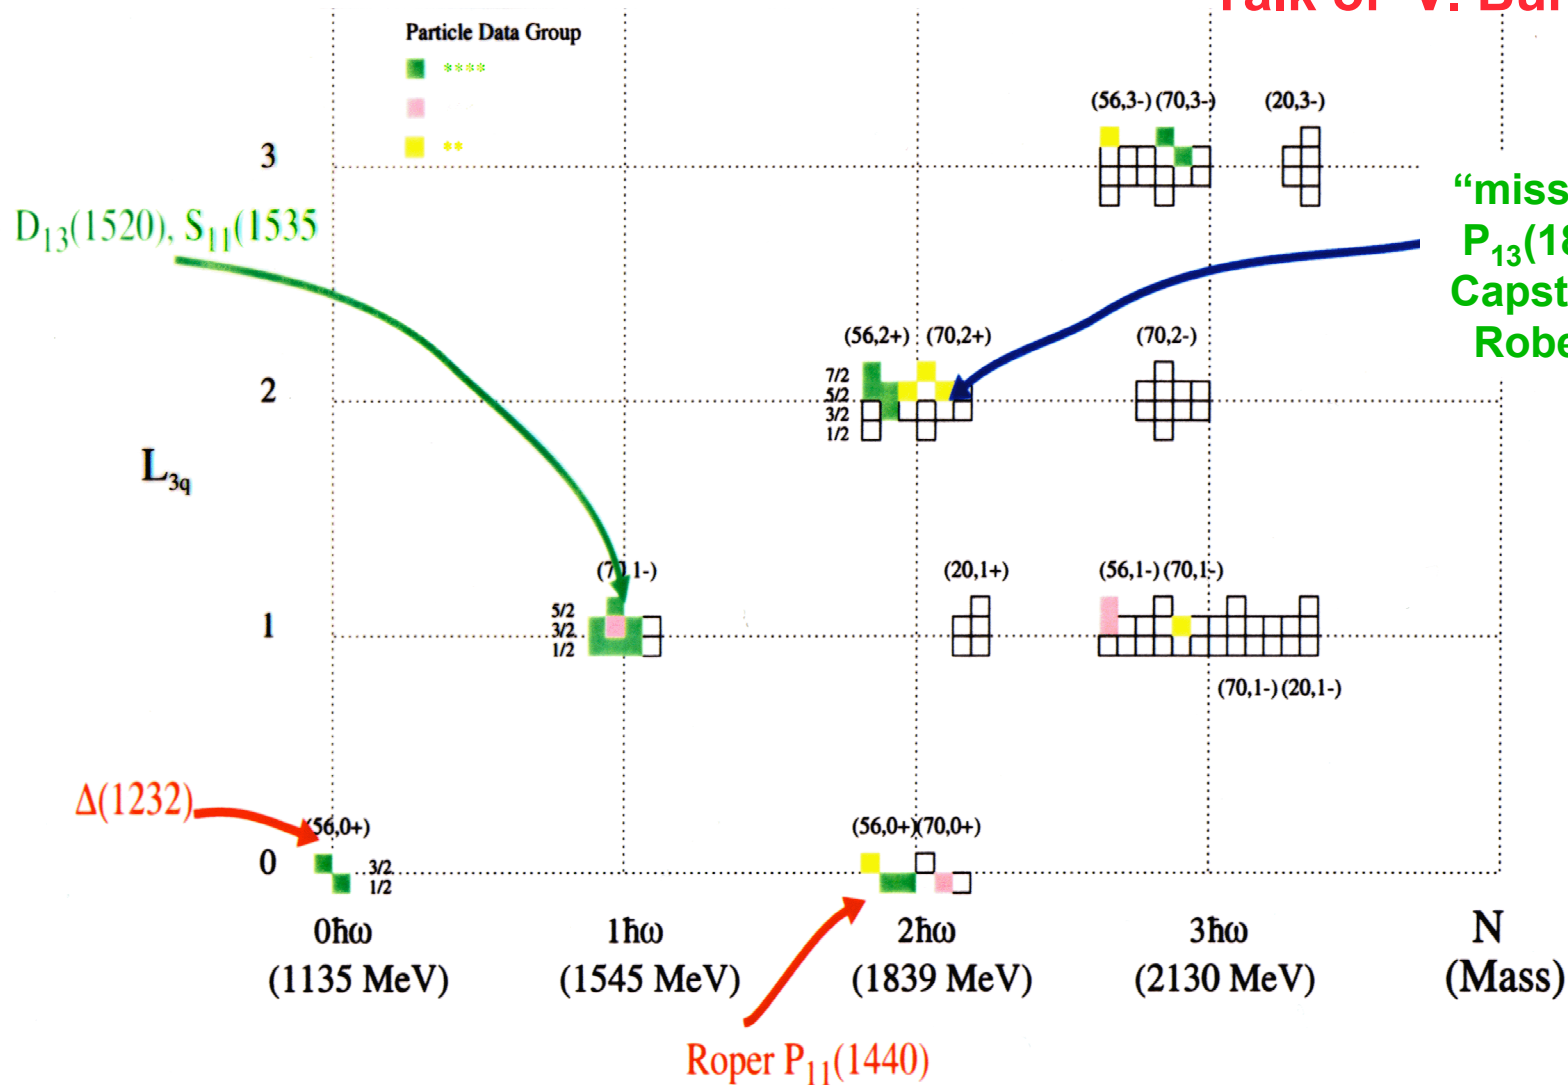 Talk of V. Bur
Particle Data Group
****
**
(56,3-) (70,3-) (20,3-)
3
“miss
P13(18
Capst
Robe
D13(1520), S11(1535
(56,2+) (70,2+) (70,2-)
7/2
5/2
3/2
1/2
2
L3q
(70,1-) (20,1+) (56,1-) (70,1-)
5/2
3/2
1/2
1
(70,1-) (20,1-)
Δ(1232)
(56,0+) (56,0+) (70,0+)
0
3/2
1/2
0ħω 1ħω 2ħω 3ħω N
(1135 MeV) (1545 MeV) (1839 MeV) (2130 MeV) (Mass)
Roper P11(1440)